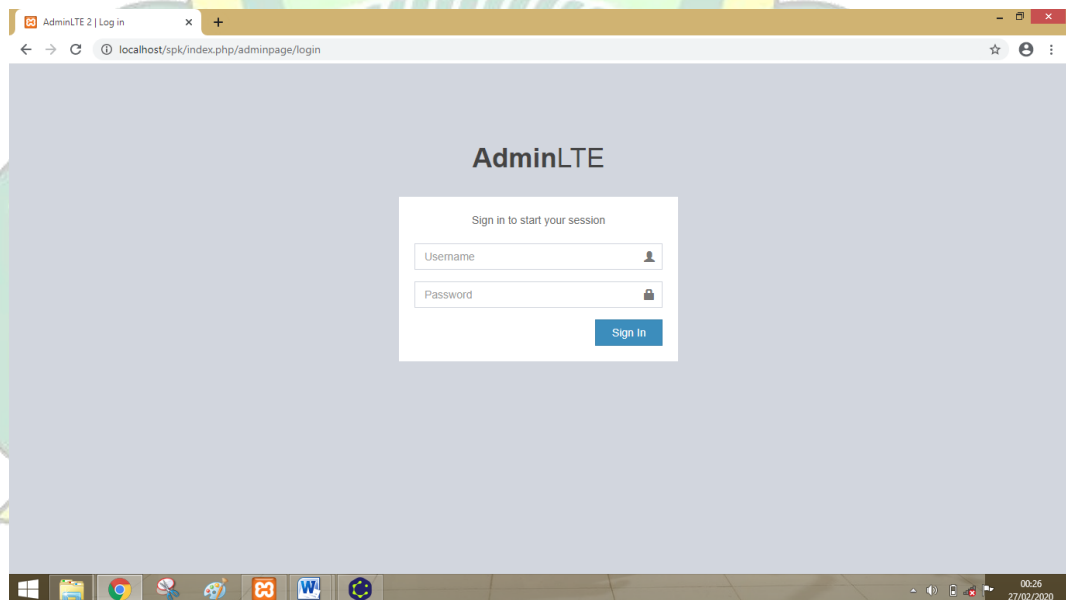 AdminLTE 2 | Log in
localhost/spk/index.php/adminpage/login
AdminLTE
Sign in to start your session
Username
Password
Sign In
00:26
27/02/2020